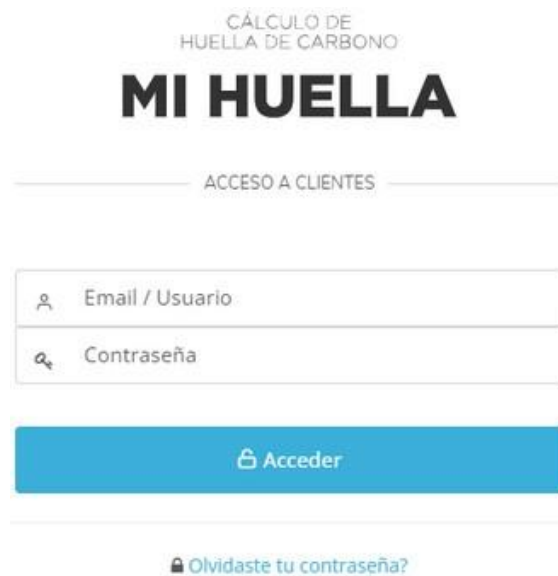 CÁLCULO DE
HUELLA DE CARBONO
MI HUELLA
ACCESO A CLIENTES
Email / Usuario
Contraseña
Acceder
Olvidaste tu contraseña?